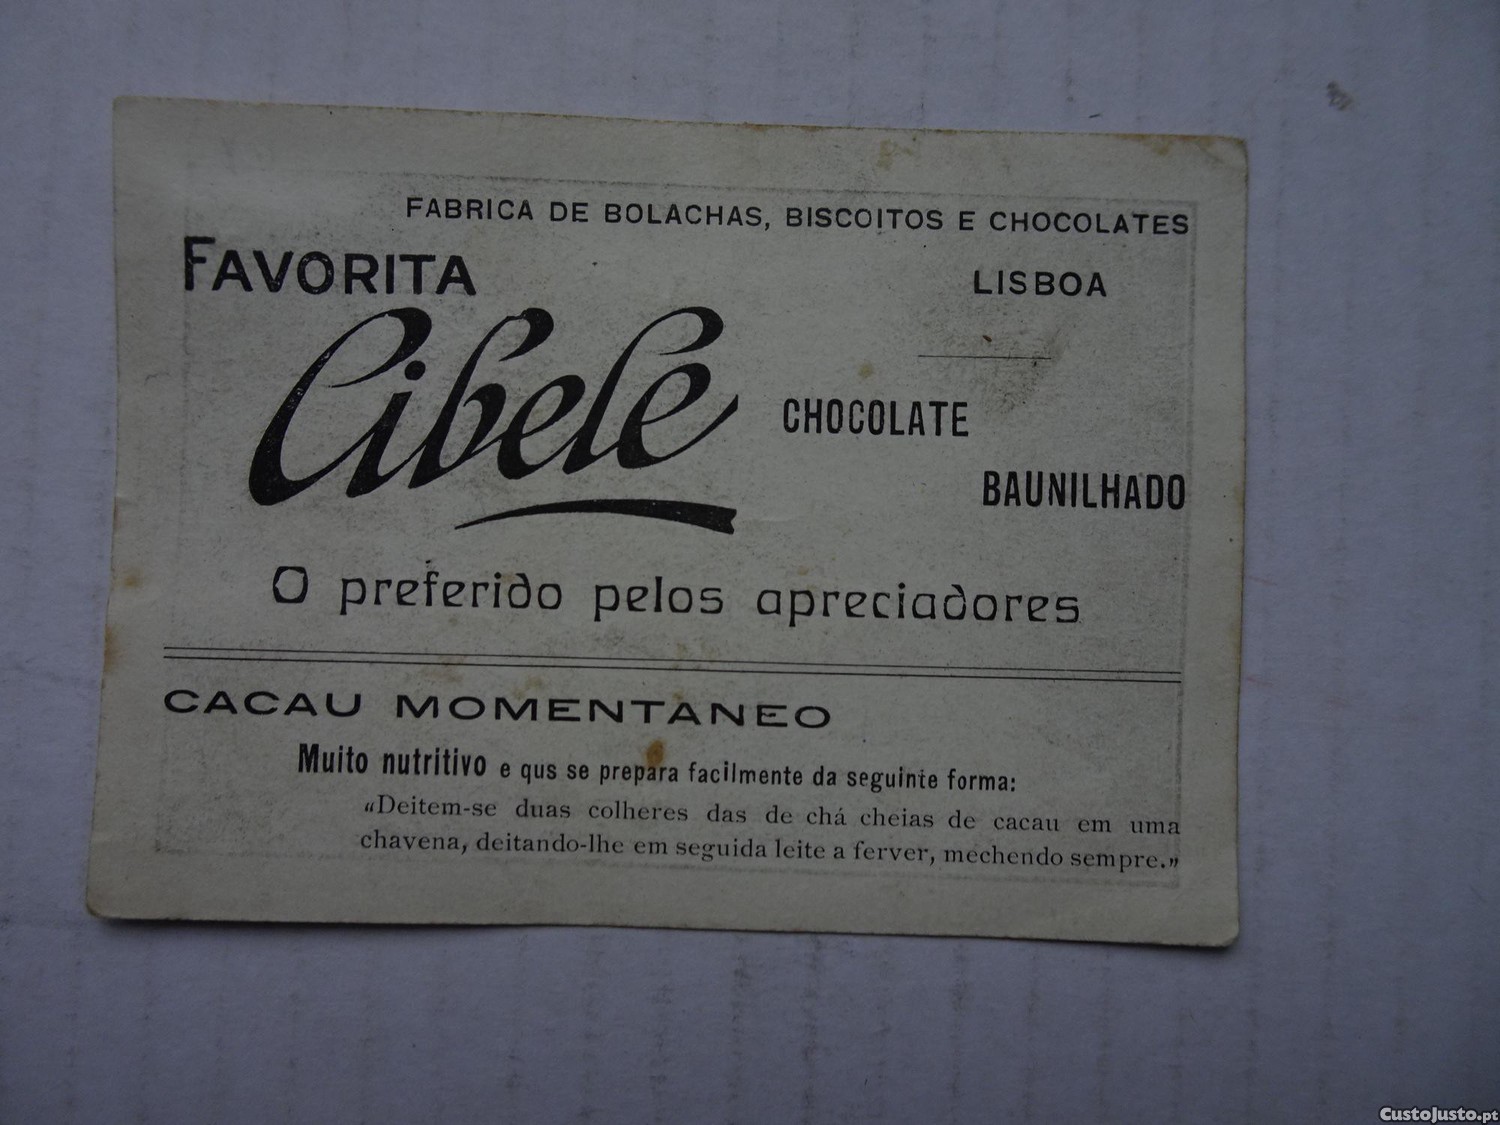 FABRICA DE BOLACHAS, BISCOITOS E CHOCOLATES
FAVORITA
LISBOA
Cibele
CHOCOLATE
BAUNILHADO
O preferido pelos apreciadores
CACAU MOMENTANEO
Muito nutritivo e qus se prepara facilmente da seguinte forma:
«Deitem-se duas colheres das de chá cheias de cacau em uma
chavena, deitando-lhe em seguida leite a ferver, mechendo sempre.»
CustoJusto.pt